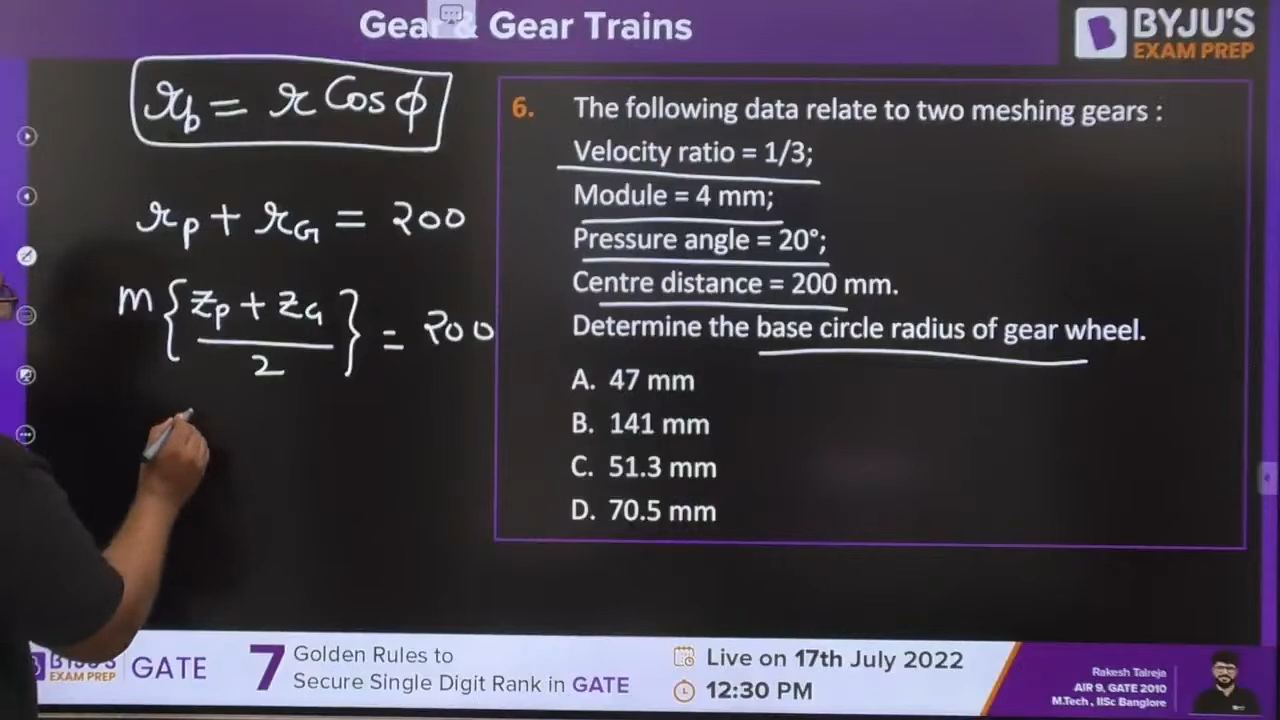 Gear & Gear Trains
BYJU'S
EXAM PREP
r_b = r Cos ϕ
r_P + r_G = 200
m { (z_P + z_G) / 2 } = 200
6. The following data relate to two meshing gears :
Velocity ratio = 1/3;
Module = 4 mm;
Pressure angle = 20°;
Centre distance = 200 mm.
Determine the base circle radius of gear wheel.
A. 47 mm
B. 141 mm
C. 51.3 mm
D. 70.5 mm
BYJU'S
EXAM PREP
GATE
7 Golden Rules to
Secure Single Digit Rank in GATE
Live on 17th July 2022
12:30 PM
Rakesh Talreja
AIR 9, GATE 2010
M.Tech , IISc Banglore